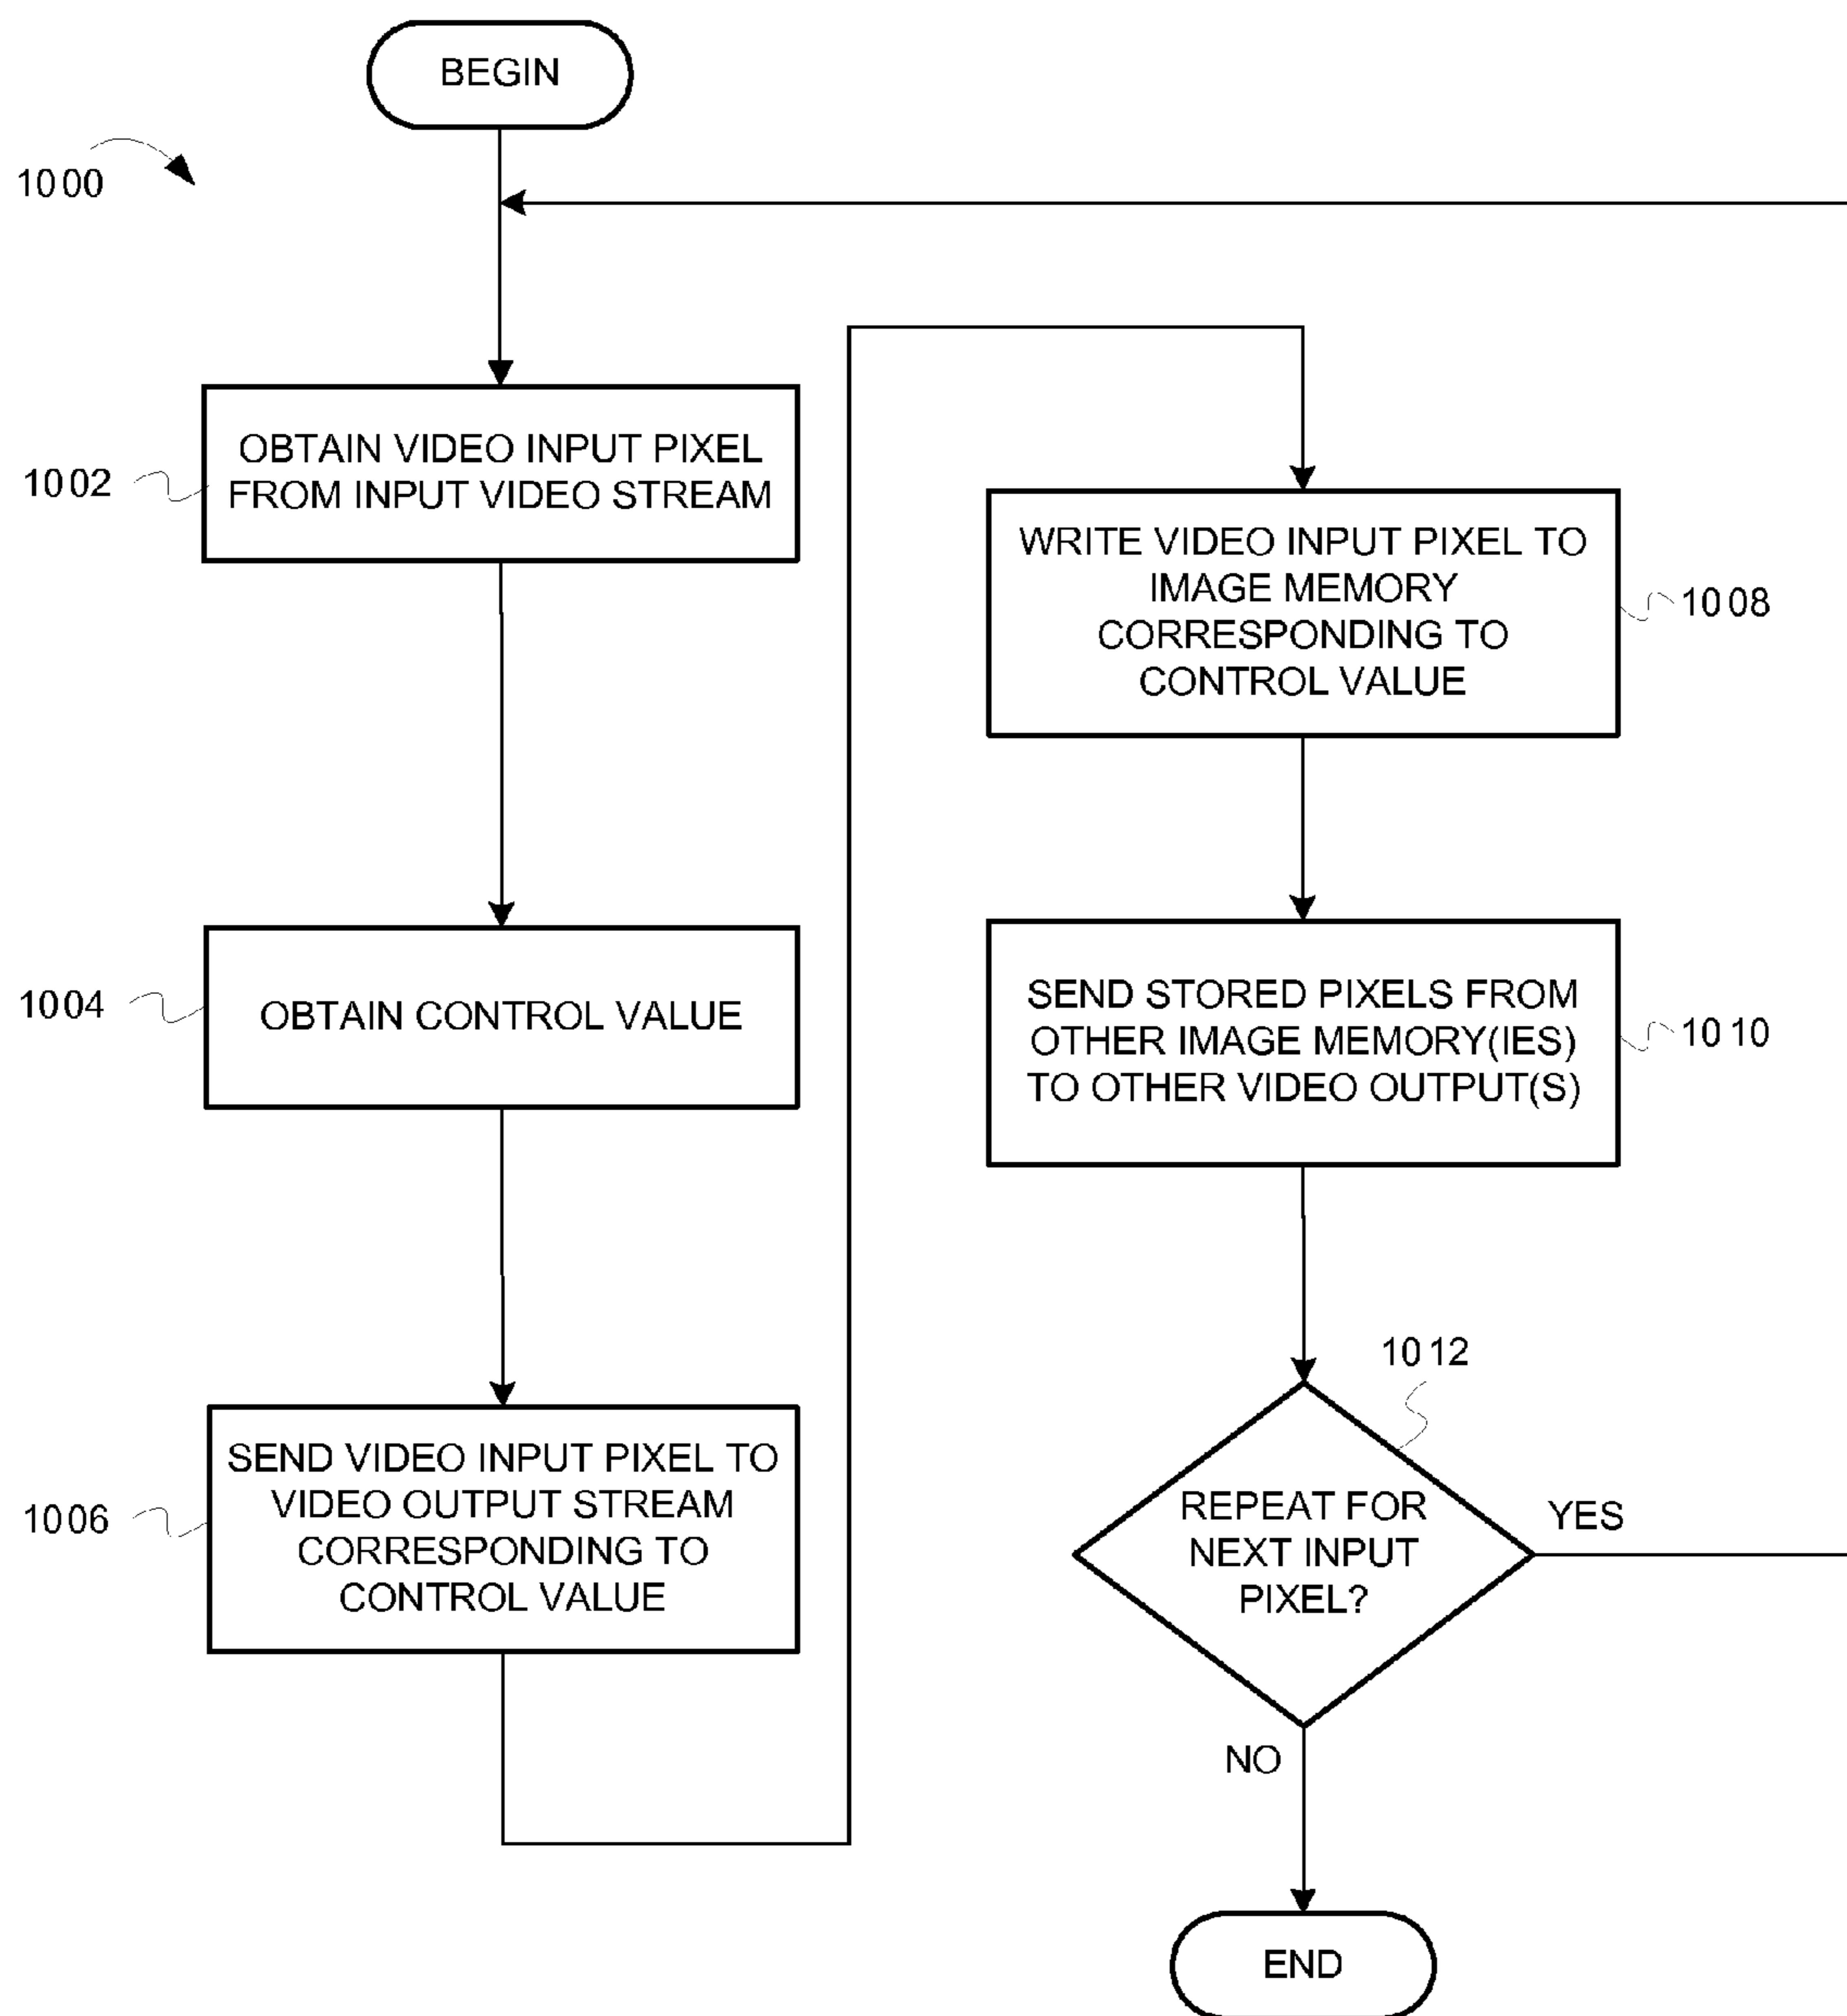 BEGIN
1000
OBTAIN VIDEO INPUT PIXEL
FROM INPUT VIDEO STREAM
1002
OBTAIN CONTROL VALUE
1004
SEND VIDEO INPUT PIXEL TO
VIDEO OUTPUT STREAM
CORRESPONDING TO
CONTROL VALUE
1006
WRITE VIDEO INPUT PIXEL TO
IMAGE MEMORY
CORRESPONDING TO
CONTROL VALUE
1008
SEND STORED PIXELS FROM
OTHER IMAGE MEMORY(IES)
TO OTHER VIDEO OUTPUT(S)
1010
1012
REPEAT FOR
NEXT INPUT
PIXEL?
YES
NO
END